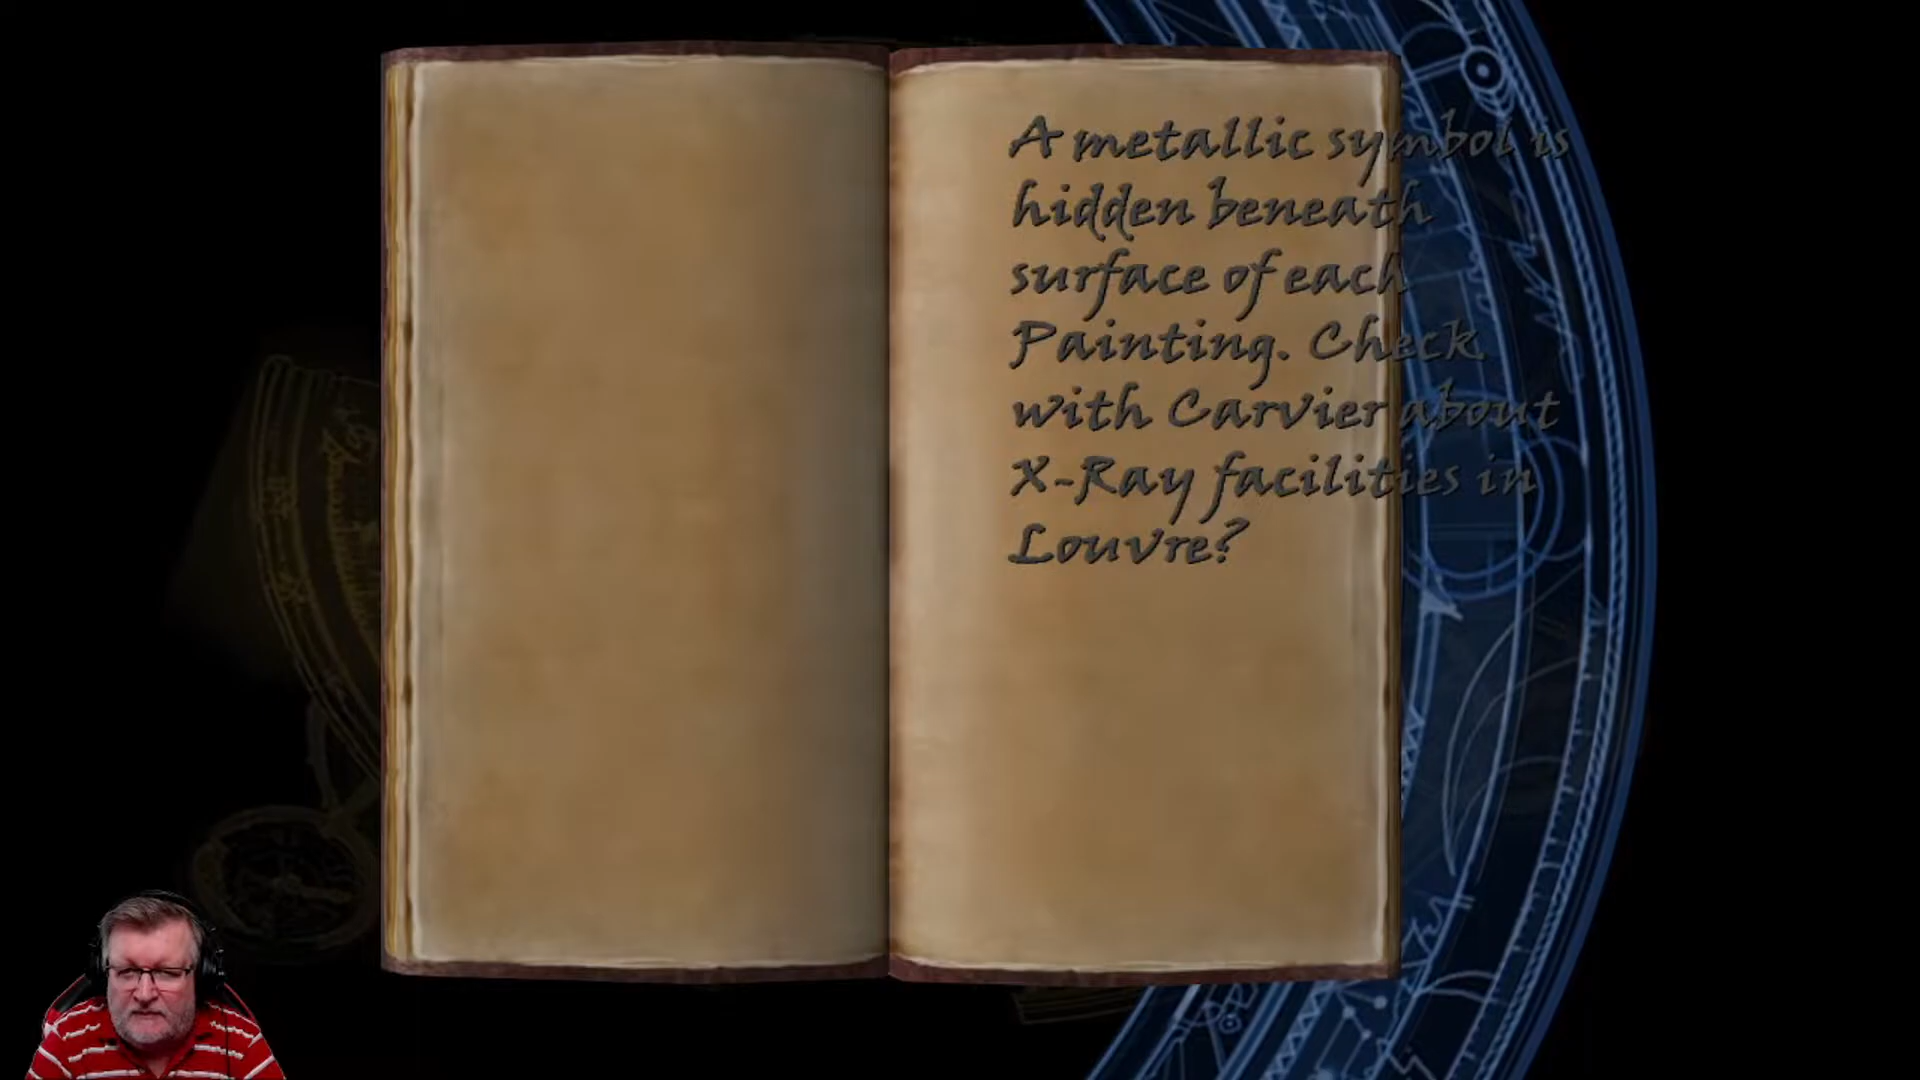 A metallic symbol is
hidden beneath
surface of each
Painting. Check
with Carvier about
X-Ray facilities in
Louvre?